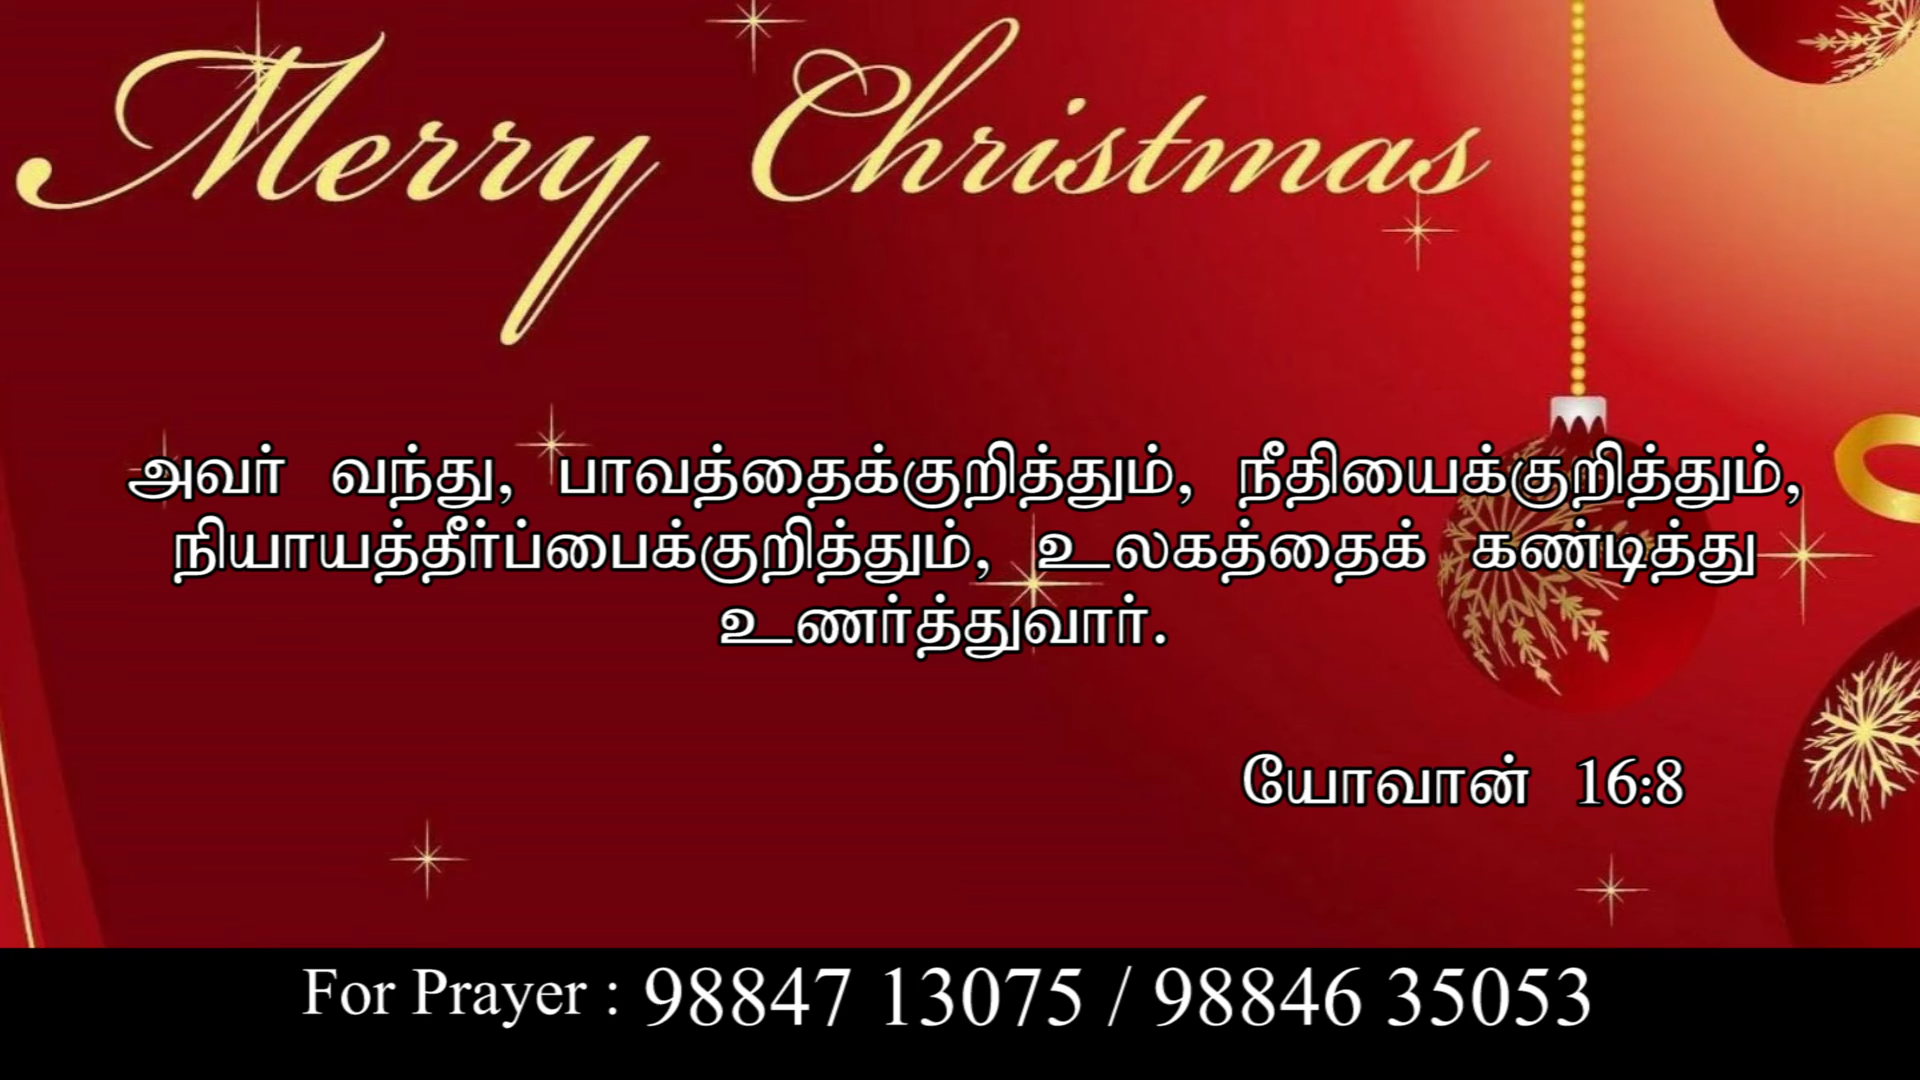 Merry Christmas
அவர் வந்து, பாவத்தைக்குறித்தும், நீதியைக்குறித்தும்,
நியாயத்தீர்ப்பைக்குறித்தும், உலகத்தைக் கண்டித்து
உணர்த்துவார்.
யோவான் 16:8
For Prayer : 98847 13075 / 98846 35053